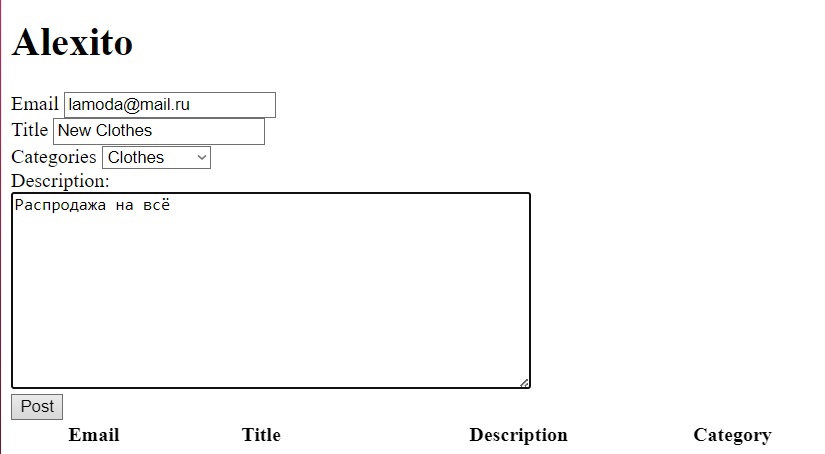 Alexito
Email lamoda@mail.ru
Title New Clothes
Categories Clothes
Description:
Распродажа на всё
Post
Email Title Description Category